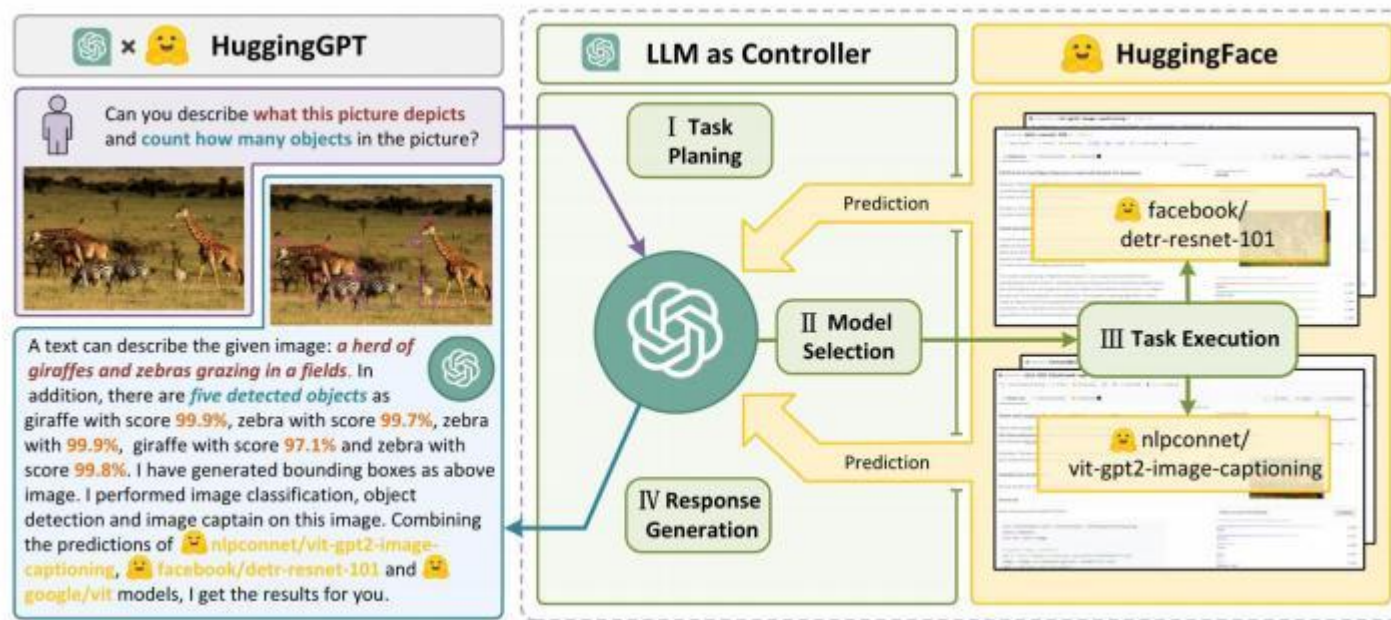 HuggingGPT
Can you describe what this picture depicts
and count how many objects in the picture?
A text can describe the given image: a herd of
giraffes and zebras grazing in a fields. In
addition, there are five detected objects as
giraffe with score 99.9%, zebra with score 99.7%, zebra
with 99.9%, giraffe with score 97.1% and zebra with
score 99.8%. I have generated bounding boxes as above
image. I performed image classification, object
detection and image captain on this image. Combining
the predictions of nlpconnet/vit-gpt2-image-
captioning, facebook/detr-resnet-101 and
google/vit models, I get the results for you.
LLM as Controller
I Task
Planing
Prediction
II Model
Selection
Prediction
IV Response
Generation
HuggingFace
facebook/
detr-resnet-101
III Task Execution
nlpconnet/
vit-gpt2-image-captioning